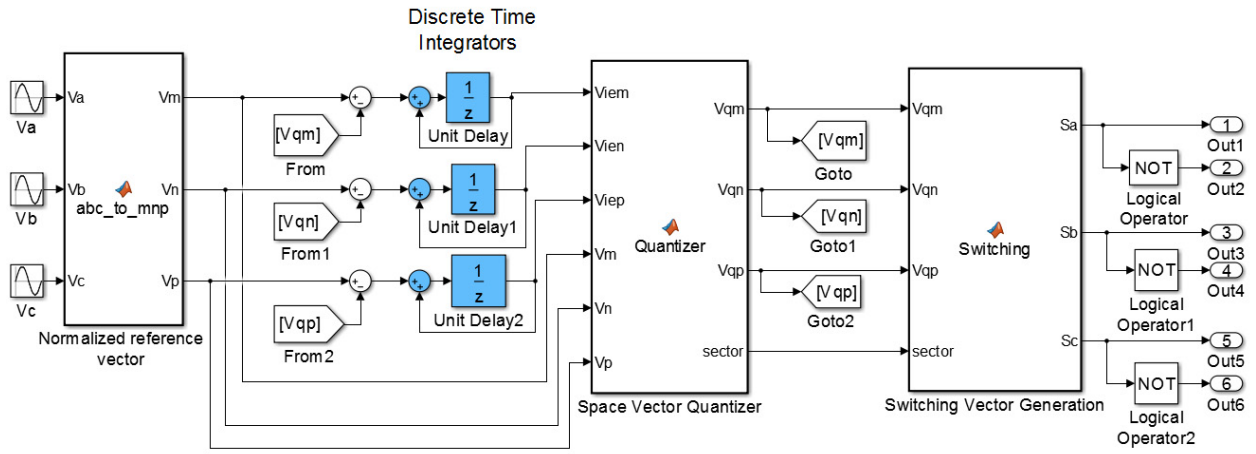 Discrete Time
Integrators
Va
Va
Vb
Vb
Vc
Vc
abc_to_mnp
Vm
Vn
Vp
Normalized reference
vector
[Vqm]
From
[Vqn]
From1
[Vqp]
From2
+
-
+
-
+
-
+
+
+
+
+
+
1
z
Unit Delay
1
z
Unit Delay1
1
z
Unit Delay2
Viem
Vien
Viep
Vm
Vn
Vp
Quantizer
Vqm
Vqn
Vqp
sector
Space Vector Quantizer
[Vqm]
Goto
[Vqn]
Goto1
[Vqp]
Goto2
Vqm
Vqn
Vqp
sector
Switching
Sa
Sb
Sc
Switching Vector Generation
NOT
Logical
Operator
NOT
Logical
Operator1
NOT
Logical
Operator2
1
Out1
2
Out2
3
Out3
4
Out4
5
Out5
6
Out6